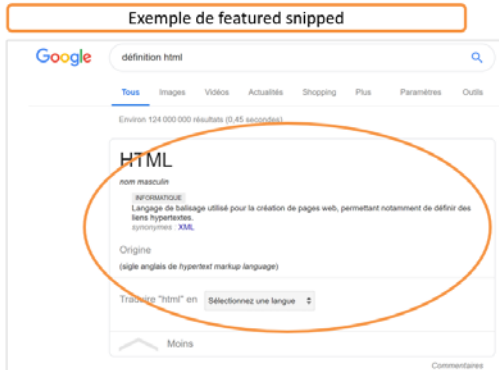 Exemple de featured snipped
Google
définition html
Tous Images Vidéos Actualités Shopping Plus Paramètres Outils
Environ 124 000 000 résultats (0,45 secondes)
HTML
nom masculin
INFORMATIQUE
Langage de balisage utilisé pour la création de pages web, permettant notamment de définir des
liens hypertextes.
synonymes XML
Origine
(sigle anglais de hypertext markup language)
Traduire "html" en Sélectionnez une langue
Moins
Commentaires